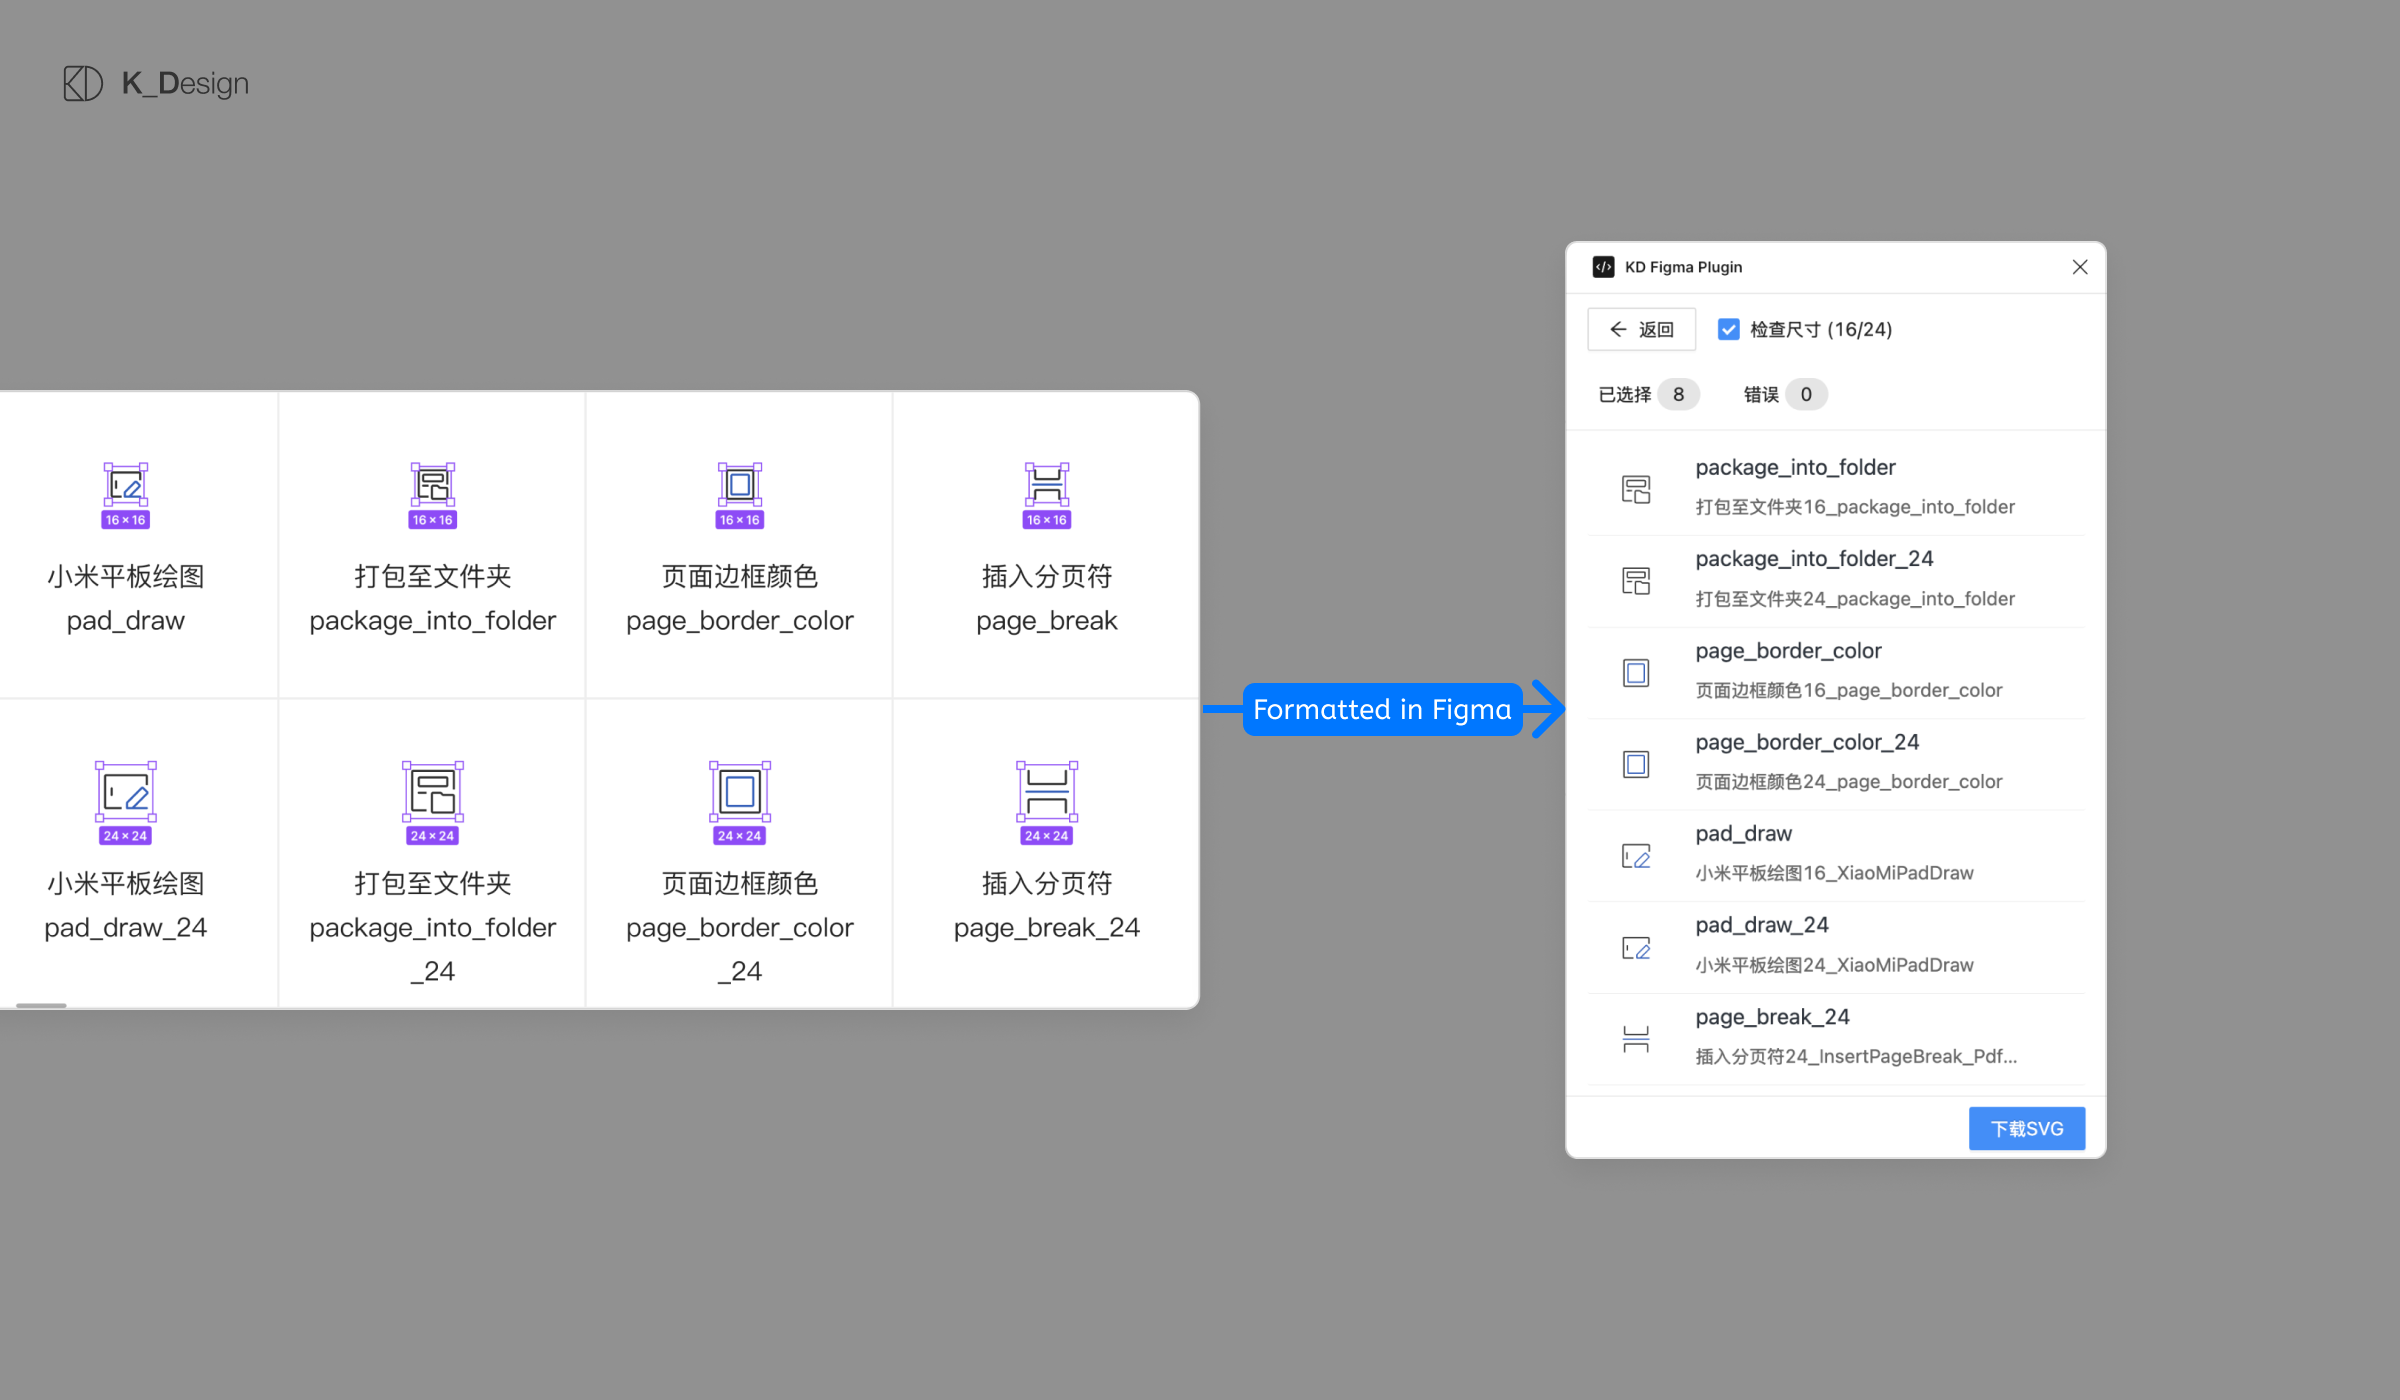 K_Design
16×16
16×16
16×16
16×16
小米平板绘图
pad_draw
打包至文件夹
package_into_folder
页面边框颜色
page_border_color
插入分页符
page_break
24×24
24×24
24×24
24×24
小米平板绘图
pad_draw_24
打包至文件夹
package_into_folder
_24
页面边框颜色
page_border_color
_24
插入分页符
page_break_24
Formatted in Figma
KD Figma Plugin
返回
检查尺寸 (16/24)
已选择 8
错误 0
package_into_folder
打包至文件夹16_package_into_folder
package_into_folder_24
打包至文件夹24_package_into_folder
page_border_color
页面边框颜色16_page_border_color
page_border_color_24
页面边框颜色24_page_border_color
pad_draw
小米平板绘图16_XiaoMiPadDraw
pad_draw_24
小米平板绘图24_XiaoMiPadDraw
page_break_24
插入分页符24_InsertPageBreak_Pdf...
下载SVG